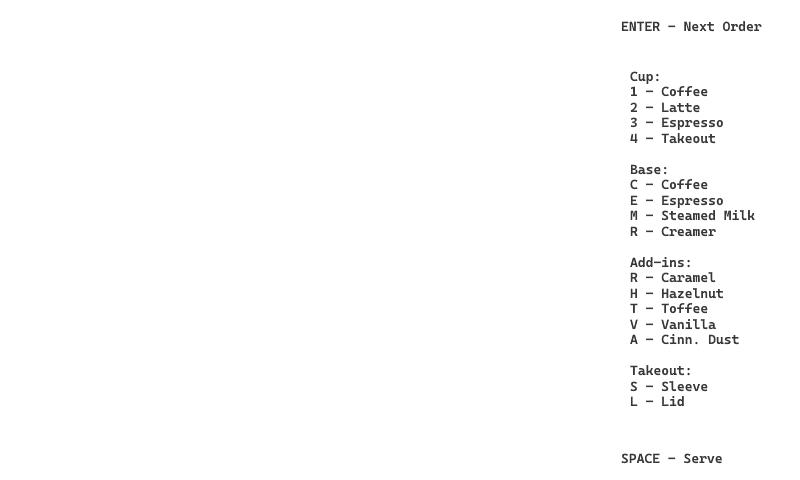 ENTER - Next Order
Cup:
1 - Coffee
2 - Latte
3 - Espresso
4 - Takeout
Base:
C - Coffee
E - Espresso
M - Steamed Milk
R - Creamer
Add-ins:
R - Caramel
H - Hazelnut
T - Toffee
V - Vanilla
A - Cinn. Dust
Takeout:
S - Sleeve
L - Lid
SPACE - Serve